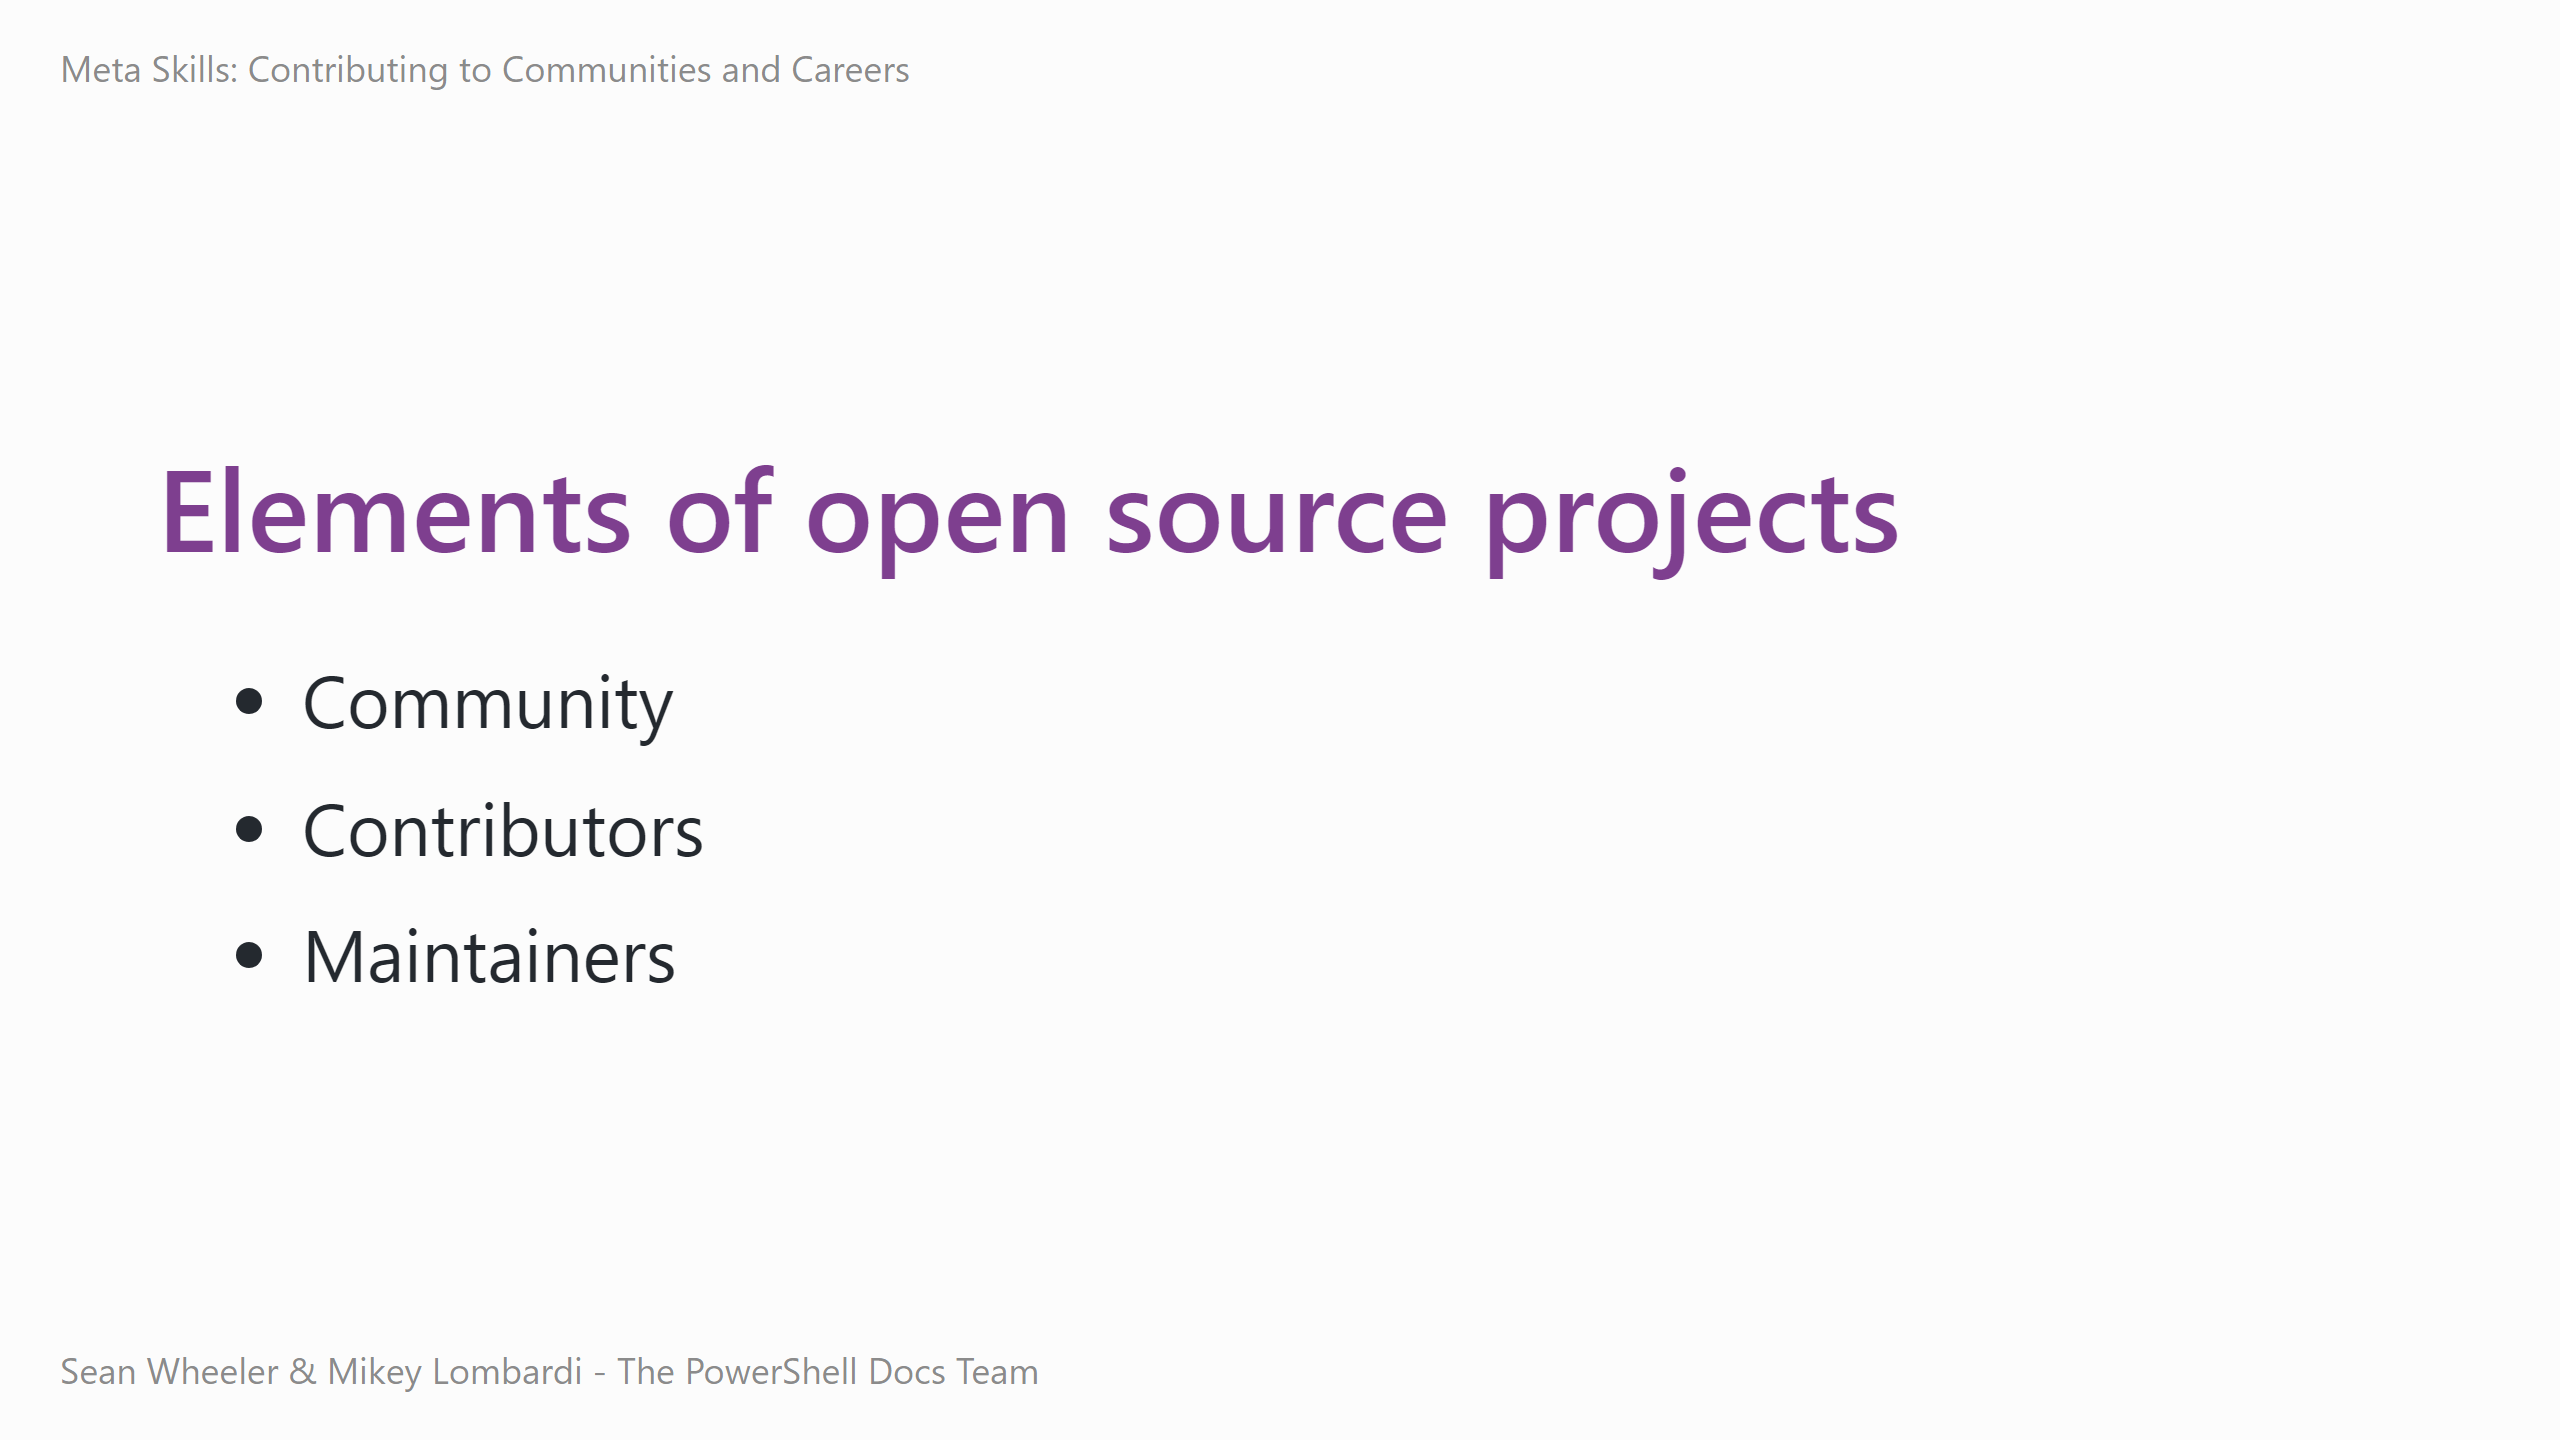 Meta Skills: Contributing to Communities and Careers
Elements of open source projects
• Community
• Contributors
• Maintainers
Sean Wheeler & Mikey Lombardi - The PowerShell Docs Team